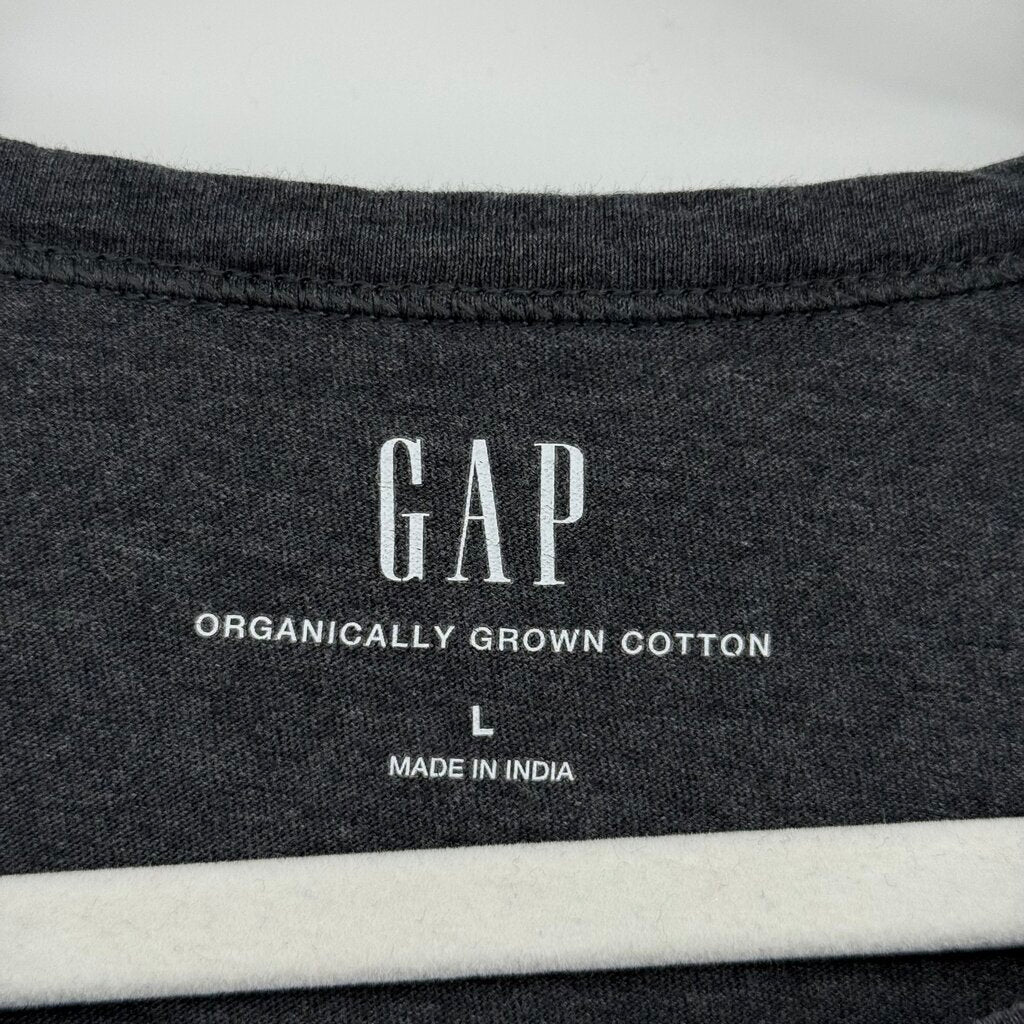 GAP
ORGANICALLY GROWN COTTON
L
MADE IN INDIA